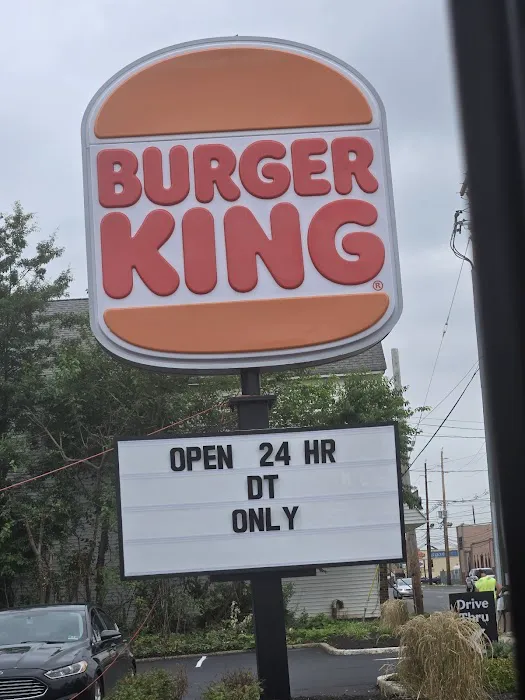 BURGER
KING
®
OPEN 24 HR
DT
ONLY
Drive
Thru